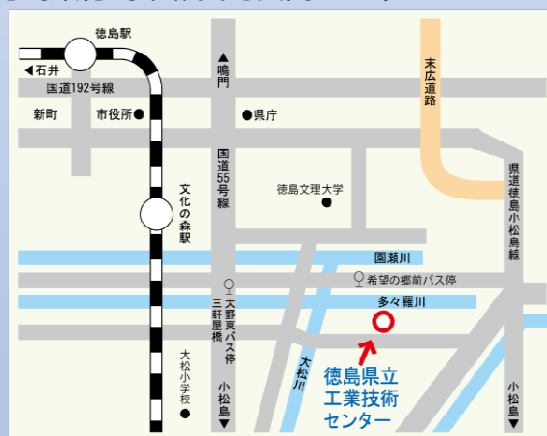 徳島駅
◀石井
国道192号線
新町
市役所
▲鳴門
県庁
末広道路
国道55号線
徳島文理大学
県道徳島小松島線
文化の森駅
園瀬川
希望の郷前バス停
多々羅川
大野東バス停
三軒屋橋
大松川
大松小学校
小松島▼
徳島県立
工業技術
センター
小松島▼